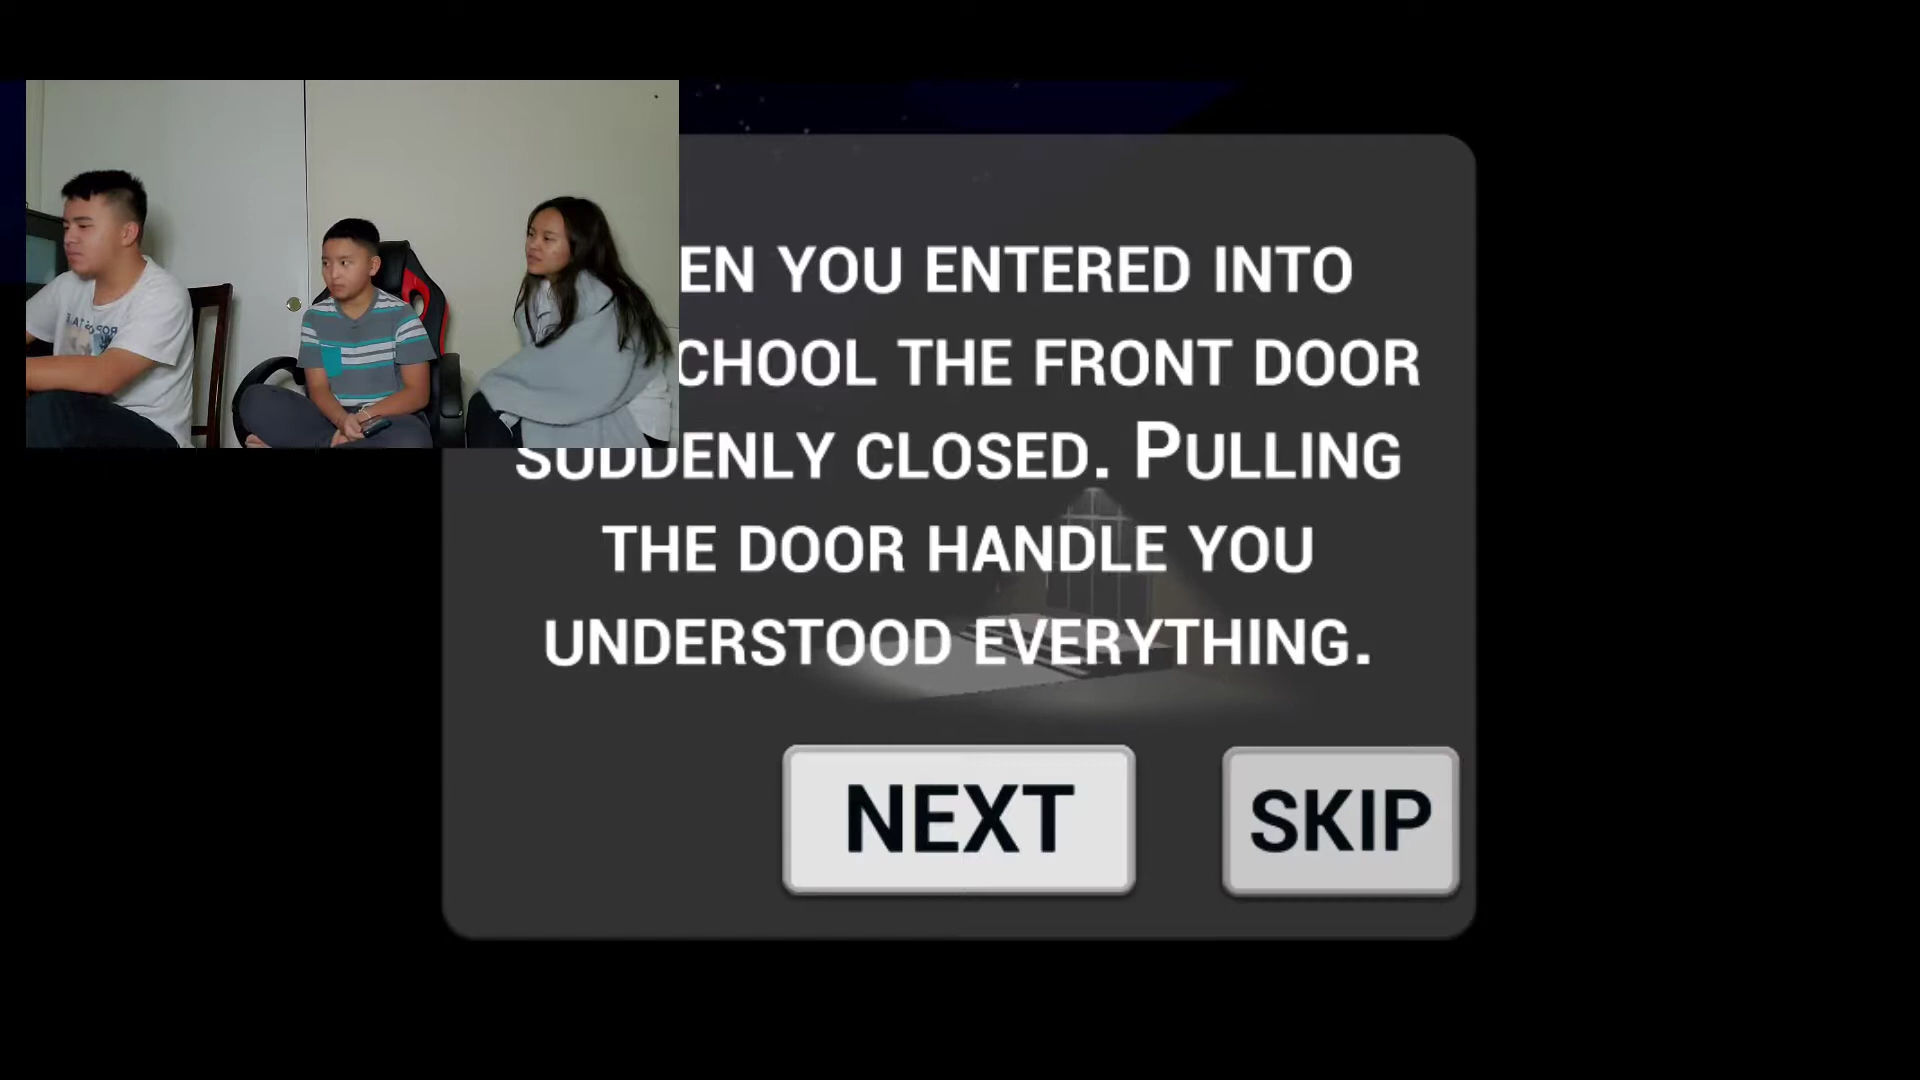 EN YOU ENTERED INTO
CHOOL THE FRONT DOOR
SUDDENLY CLOSED. PULLING
THE DOOR HANDLE YOU
UNDERSTOOD EVERYTHING.
NEXT
SKIP